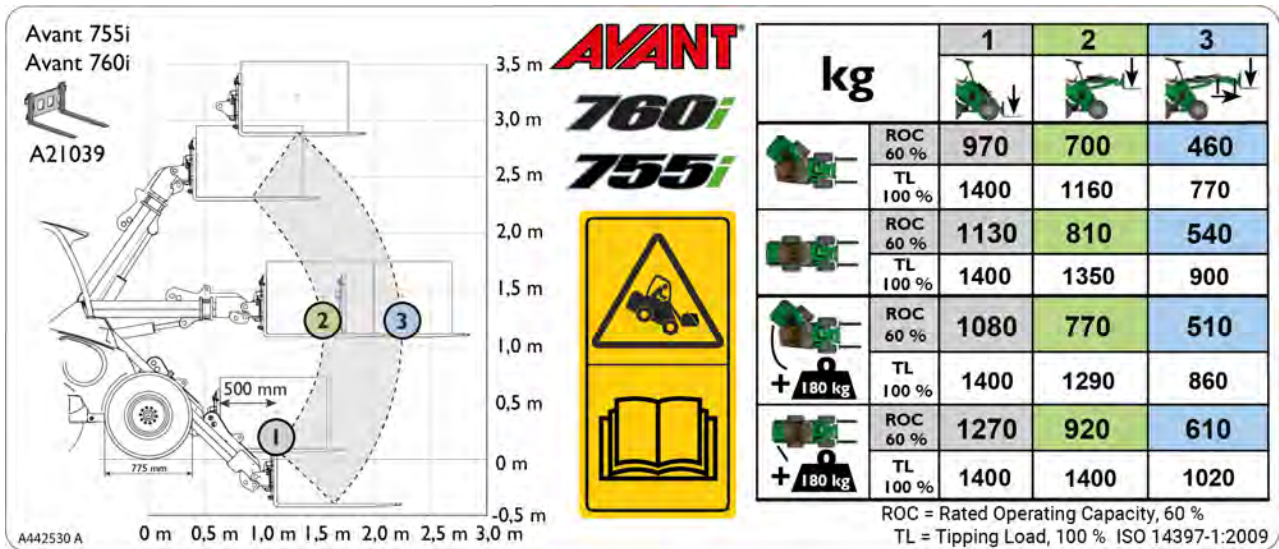 Avant 755i
Avant 760i
A21039
3,5 m
3,0 m
2,5 m
2,0 m
1,5 m
1,0 m
0,5 m
0 m
-0,5 m
2
3
500 mm
1
775 mm
0 m 0,5 m 1,0 m 1,5 m 2,0 m 2,5 m 3,0 m
A442530 A
AVANT®
760i
755i
kg
1 2 3
ROC 60 % 970 700 460
TL 100 % 1400 1160 770
ROC 60 % 1130 810 540
TL 100 % 1400 1350 900
+ 180 kg
ROC 60 % 1080 770 510
TL 100 % 1400 1290 860
+ 180 kg
ROC 60 % 1270 920 610
TL 100 % 1400 1400 1020
ROC = Rated Operating Capacity, 60 %
TL = Tipping Load, 100 % ISO 14397-1:2009